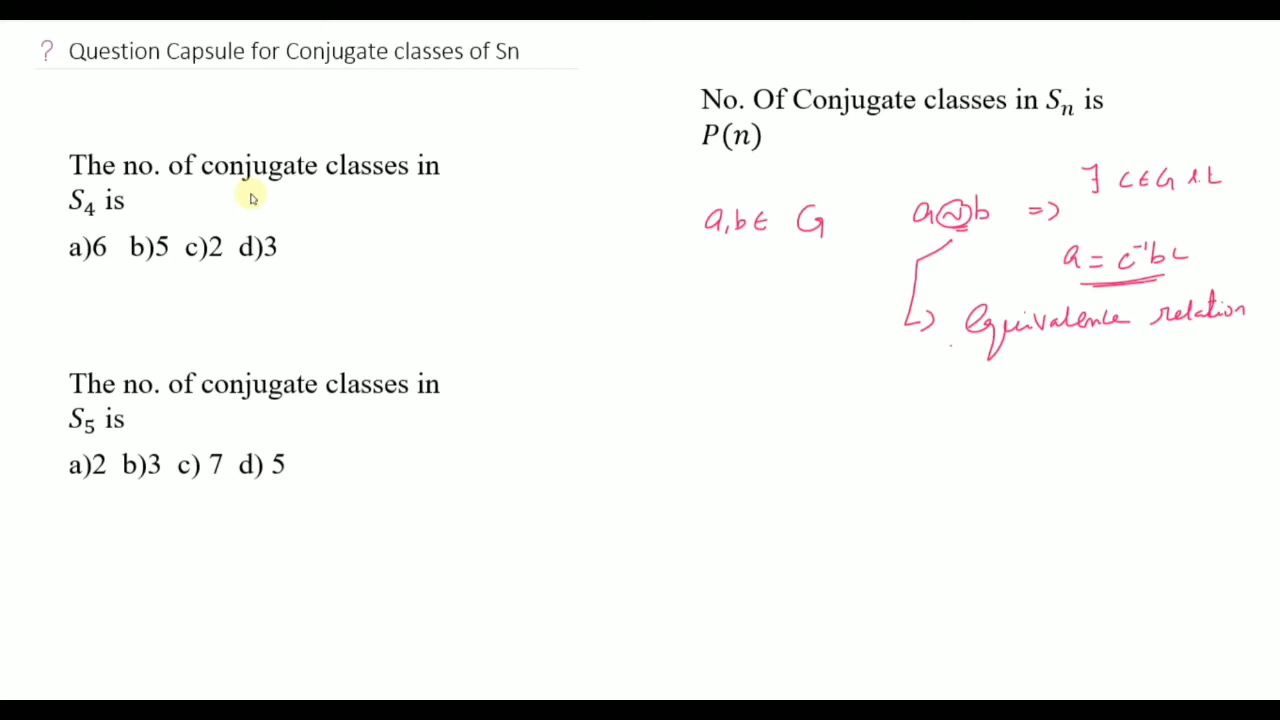 ? Question Capsule for Conjugate classes of Sn
The no. of conjugate classes in
S₄ is
a)6 b)5 c)2 d)3
The no. of conjugate classes in
S₅ is
a)2 b)3 c) 7 d) 5
No. Of Conjugate classes in Sₙ is
P(n)
∃ c∈G s.t
a,b∈ G a~b =>
a = c⁻¹bc
equivalence relation